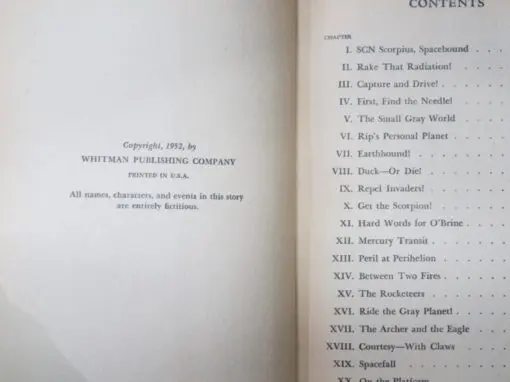 Copyright, 1952, by
WHITMAN PUBLISHING COMPANY
PRINTED IN U.S.A.
All names, characters, and events in this story
are entirely fictitious.
CONTENTS
CHAPTER
I. SCN Scorpius, Spacebound . . .
II. Rake That Radiation! . . . .
III. Capture and Drive! . . . .
IV. First, Find the Needle! . . . .
V. The Small Gray World . . . .
VI. Rip's Personal Planet . . . .
VII. Earthbound! . . . . . .
VIII. Duck—Or Die! . . . . .
IX. Repel Invaders! . . . . .
X. Get the Scorpion! . . . . .
XI. Hard Words for O'Brine . . .
XII. Mercury Transit . . . . .
XIII. Peril at Perihelion . . . .
XIV. Between Two Fires . . . . .
XV. The Rocketeers . . . . .
XVI. Ride the Gray Planet! . . . .
XVII. The Archer and the Eagle . . .
XVIII. Courtesy—With Claws . . . .
XIX. Spacefall . . . . . .
XX. On the Platform